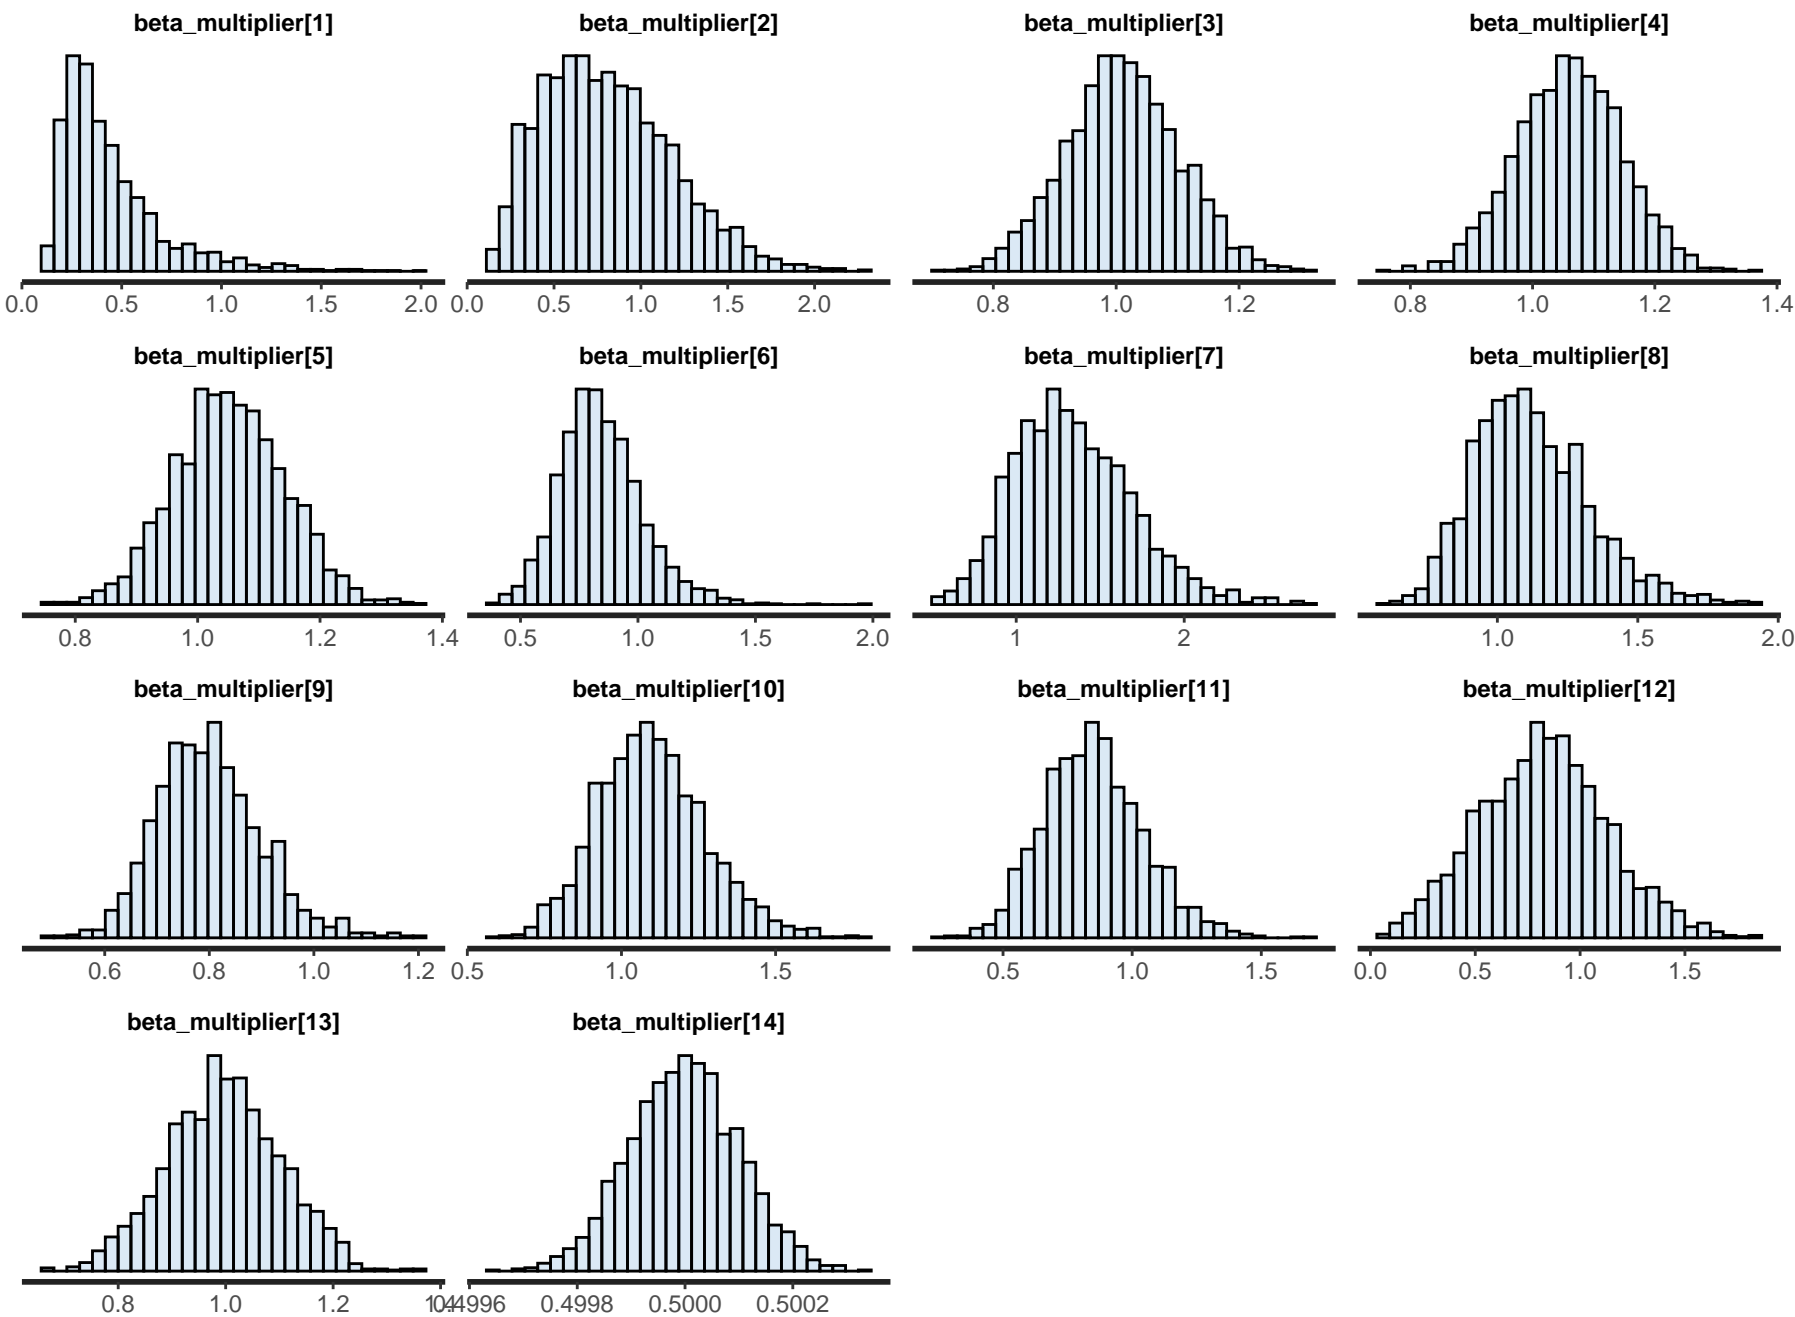 beta_multiplier[1] beta_multiplier[2] beta_multiplier[3] beta_multiplier[4]
0.0 0.5 1.0 1.5 2.0 0.0 0.5 1.0 1.5 2.0 0.8 1.0 1.2 0.8 1.0 1.2 1.4
beta_multiplier[5] beta_multiplier[6] beta_multiplier[7] beta_multiplier[8]
0.8 1.0 1.2 1.4 0.5 1.0 1.5 2.0 1 2 1.0 1.5 2.0
beta_multiplier[9] beta_multiplier[10] beta_multiplier[11] beta_multiplier[12]
0.6 0.8 1.0 1.2 0.5 1.0 1.5 0.5 1.0 1.5 0.0 0.5 1.0 1.5
beta_multiplier[13] beta_multiplier[14]
0.8 1.0 1.2 1.4 0.4996 0.4998 0.5000 0.5002